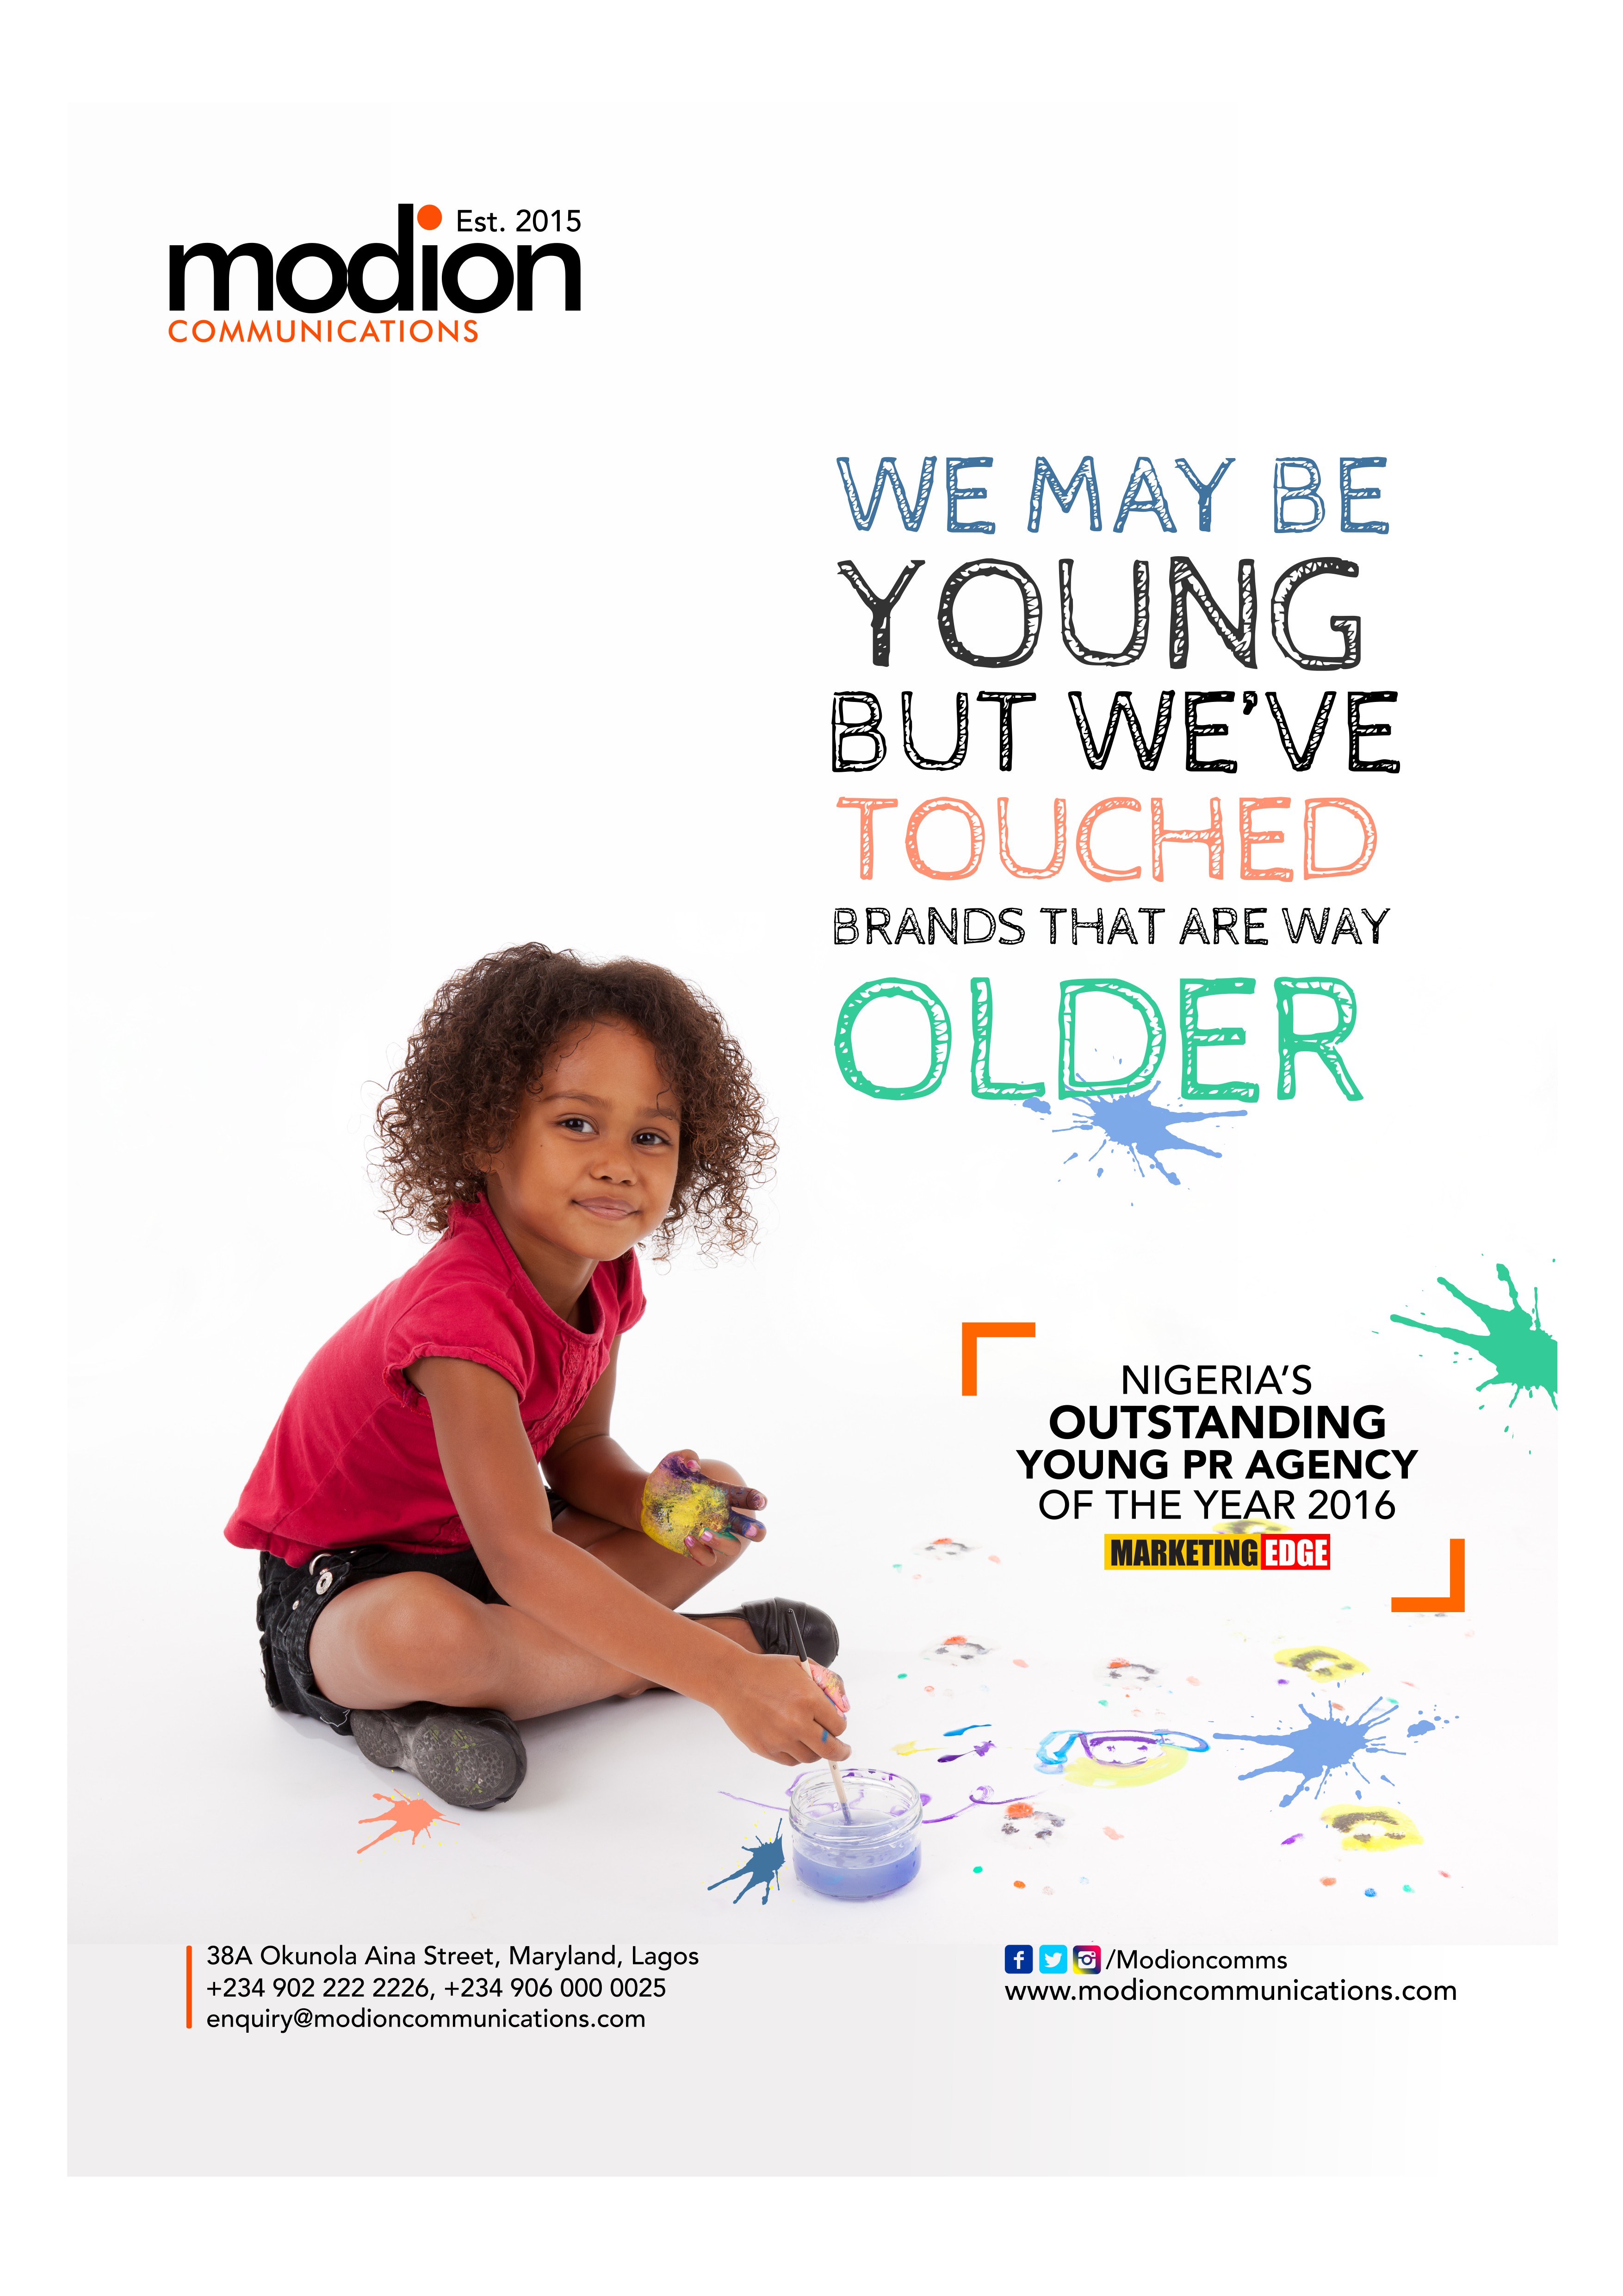 Est. 2015
modion
COMMUNICATIONS
WE MAY BE
YOUNG
BUT WE'VE
TOUCHED
BRANDS THAT ARE WAY
OLDER
NIGERIA'S
OUTSTANDING
YOUNG PR AGENCY
OF THE YEAR 2016
MARKETING EDGE
38A Okunola Aina Street, Maryland, Lagos
+234 902 222 2226, +234 906 000 0025
enquiry@modioncommunications.com
/Modioncomms
www.modioncommunications.com